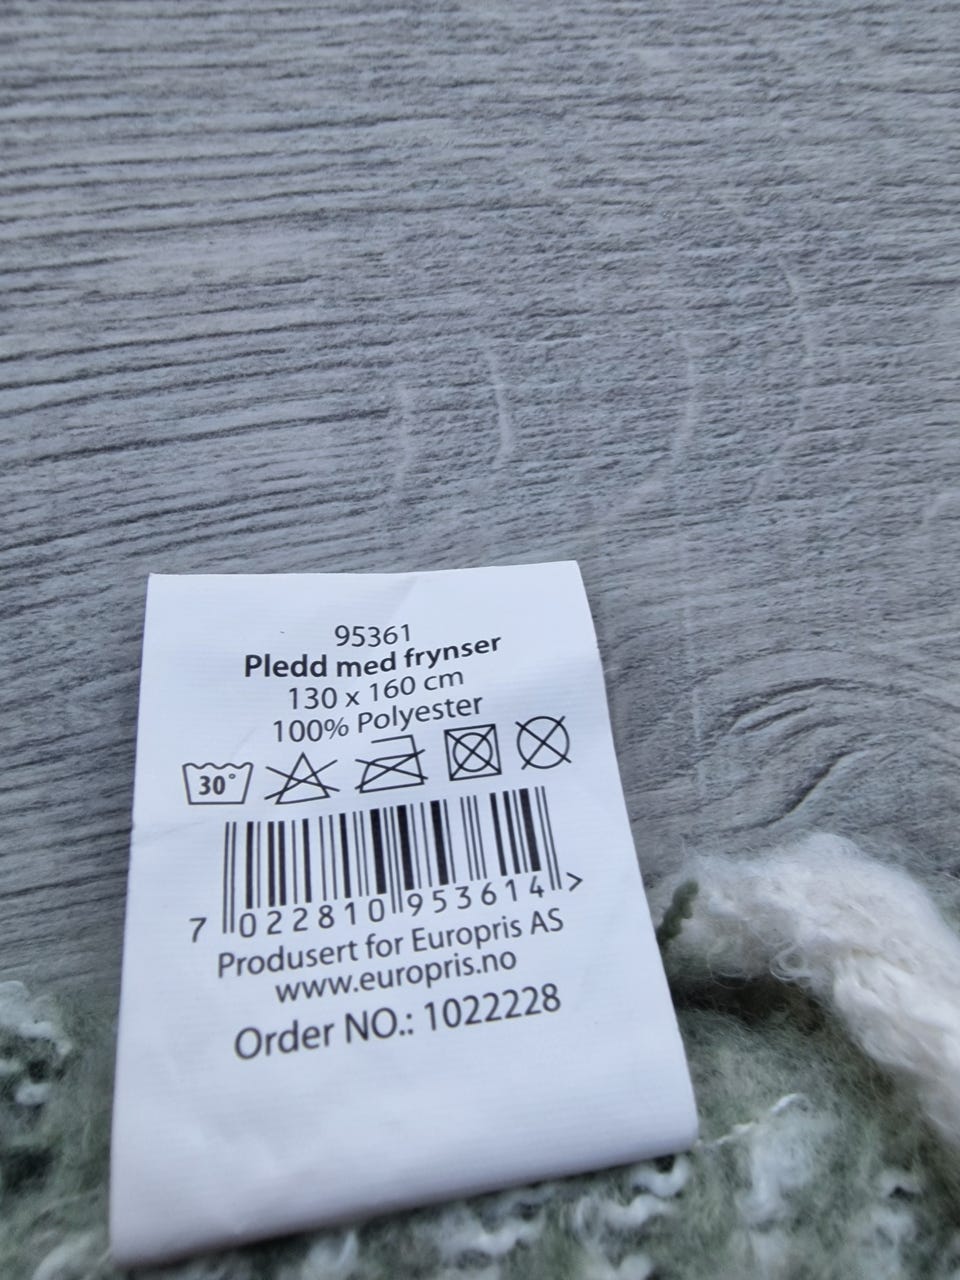 95361
Pledd med frynser
130 x 160 cm
100% Polyester
30°
7 022810 953614 >
Produsert for Europris AS
www.europris.no
Order NO.: 1022228